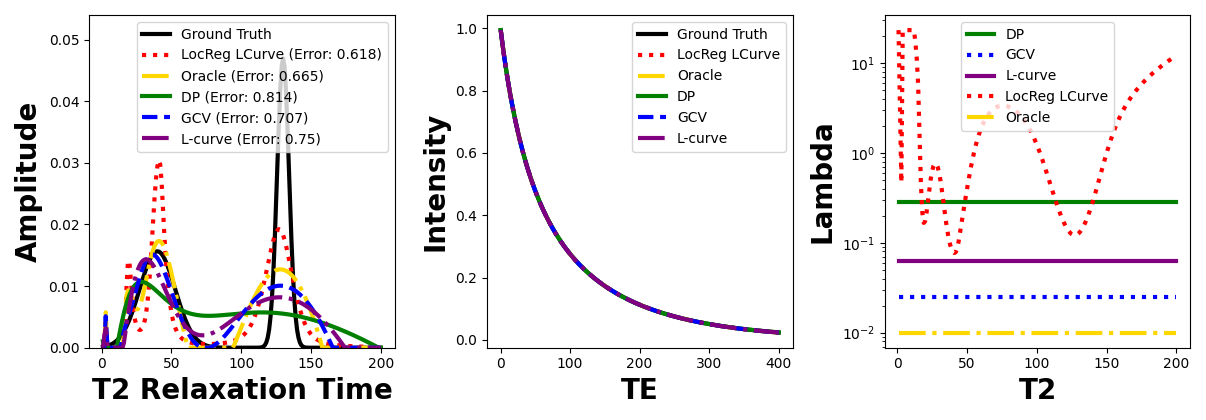 Amplitude
0.05
0.04
0.03
0.02
0.01
0.00
Ground Truth
LocReg LCurve (Error: 0.618)
Oracle (Error: 0.665)
DP (Error: 0.814)
GCV (Error: 0.707)
L-curve (Error: 0.75)
0 50 100 150 200
T2 Relaxation Time
Intensity
1.0
0.8
0.6
0.4
0.2
0.0
Ground Truth
LocReg LCurve
Oracle
DP
GCV
L-curve
0 100 200 300 400
TE
Lambda
10¹
10⁰
10⁻¹
10⁻²
DP
GCV
L-curve
LocReg LCurve
Oracle
0 50 100 150 200
T2